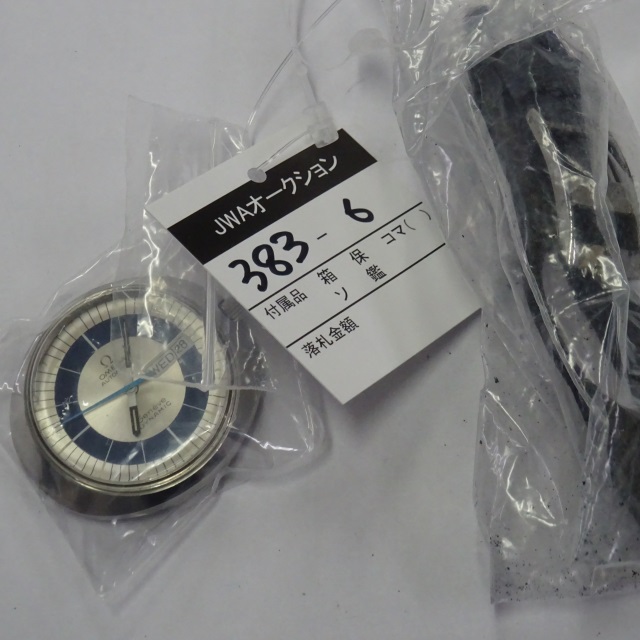 JWAオークション
383-6
付属品 箱 保 コマ( )
ソ 鑑
落札金額
Ω
OMEGA
WED 28